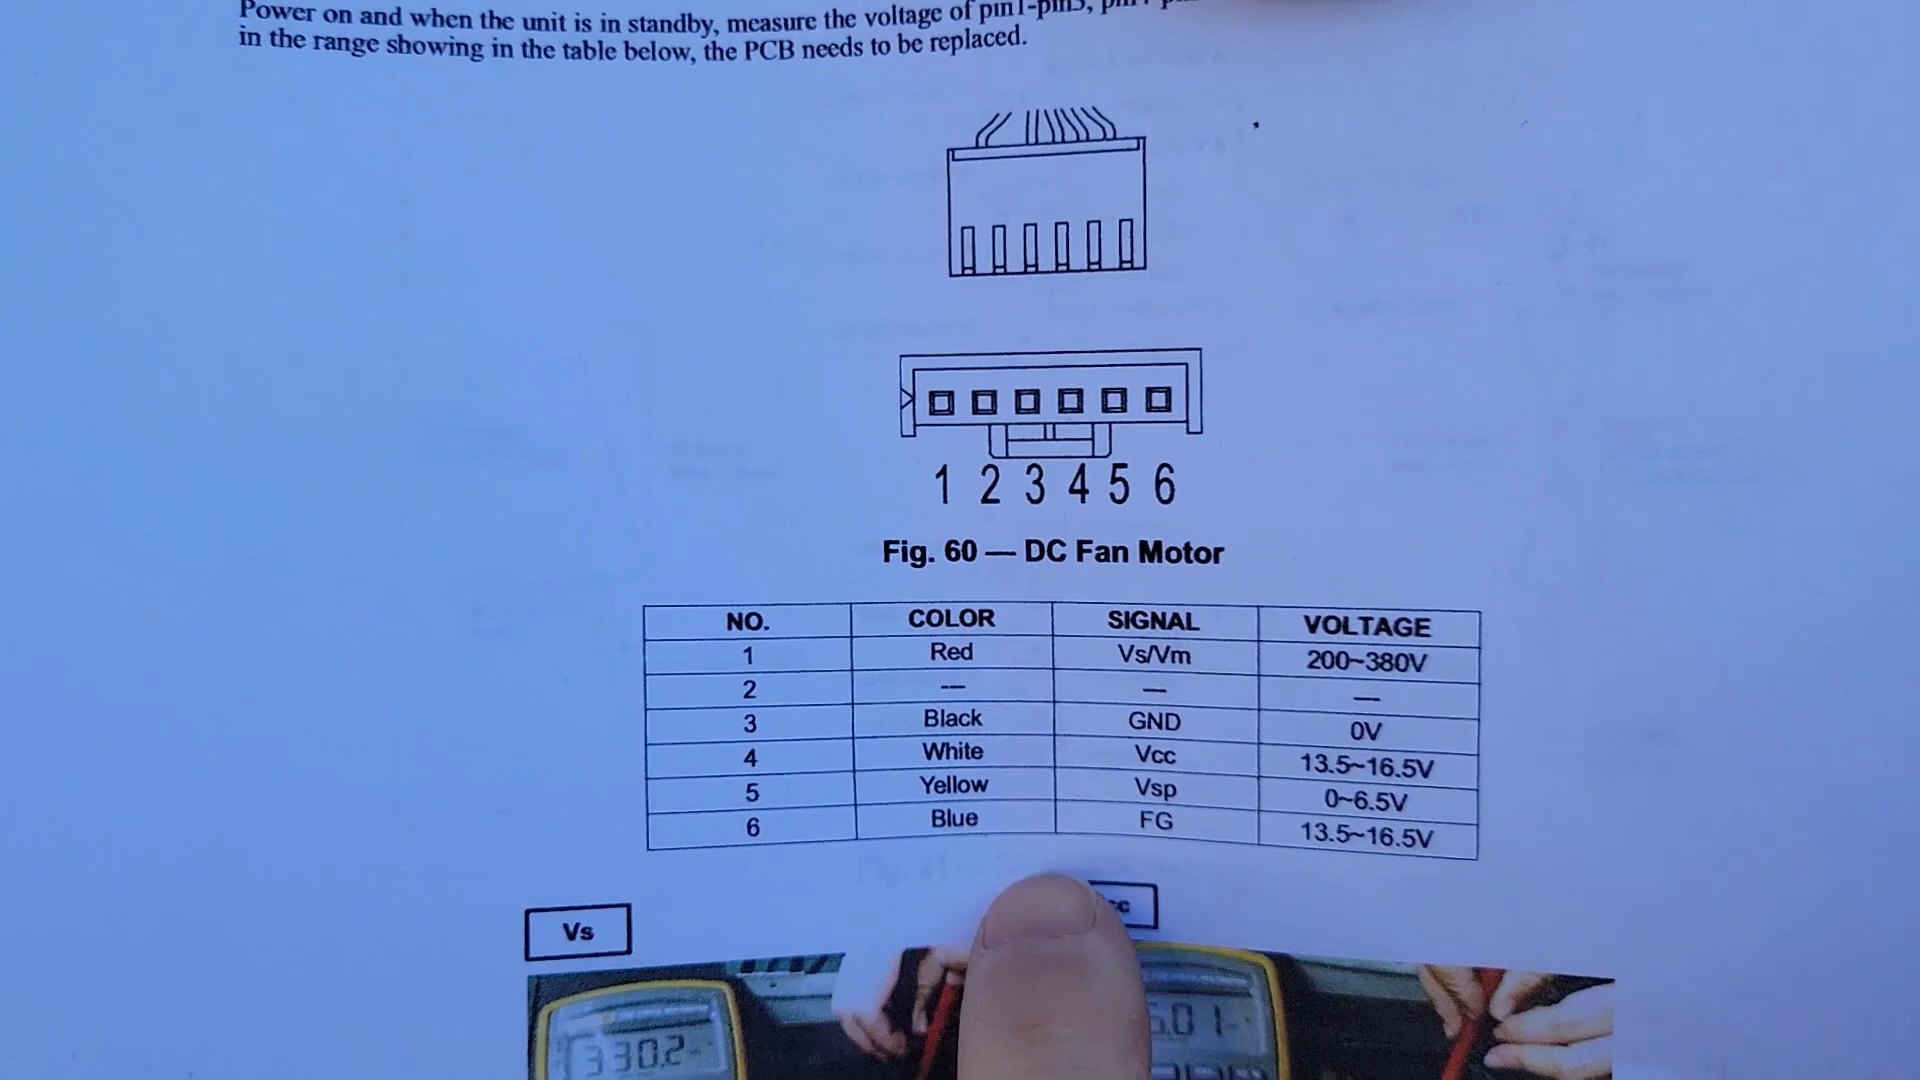 Power on and when the unit is in standby, measure the voltage of pin1-pin3,
in the range showing in the table below, the PCB needs to be replaced.
1 2 3 4 5 6
Fig. 60 — DC Fan Motor
NO. COLOR SIGNAL VOLTAGE
1 Red Vs/Vm 200~380V
2 — — —
3 Black GND 0V
4 White Vcc 13.5~16.5V
5 Yellow Vsp 0~6.5V
6 Blue FG 13.5~16.5V
Vs
330.2